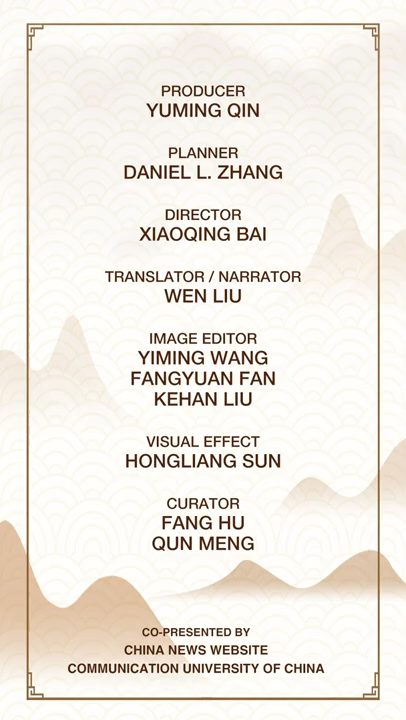 PRODUCER
YUMING QIN
PLANNER
DANIEL L. ZHANG
DIRECTOR
XIAOQING BAI
TRANSLATOR / NARRATOR
WEN LIU
IMAGE EDITOR
YIMING WANG
FANGYUAN FAN
KEHAN LIU
VISUAL EFFECT
HONGLIANG SUN
CURATOR
FANG HU
QUN MENG
CO-PRESENTED BY
CHINA NEWS WEBSITE
COMMUNICATION UNIVERSITY OF CHINA